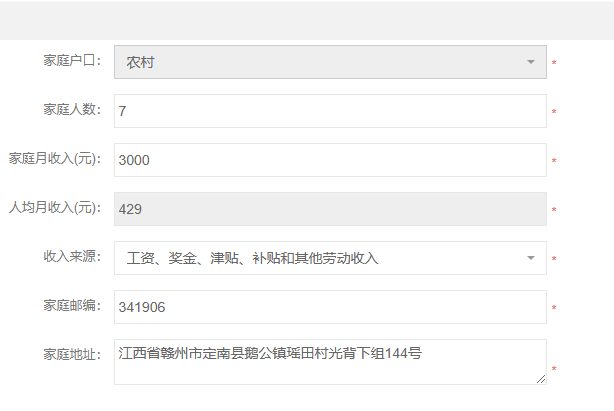 家庭户口： 农村 *
家庭人数： 7 *
家庭月收入(元)： 3000 *
人均月收入(元)： 429 *
收入来源： 工资、奖金、津贴、补贴和其他劳动收入 *
家庭邮编： 341906 *
家庭地址： 江西省赣州市定南县鹅公镇瑶田村光背下组144号 *